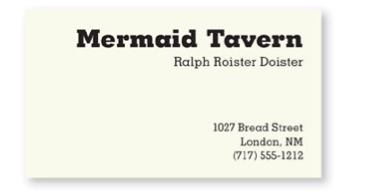 Mermaid Tavern
Ralph Roister Doister
1027 Bread Street
London, NM
(717) 555-1212